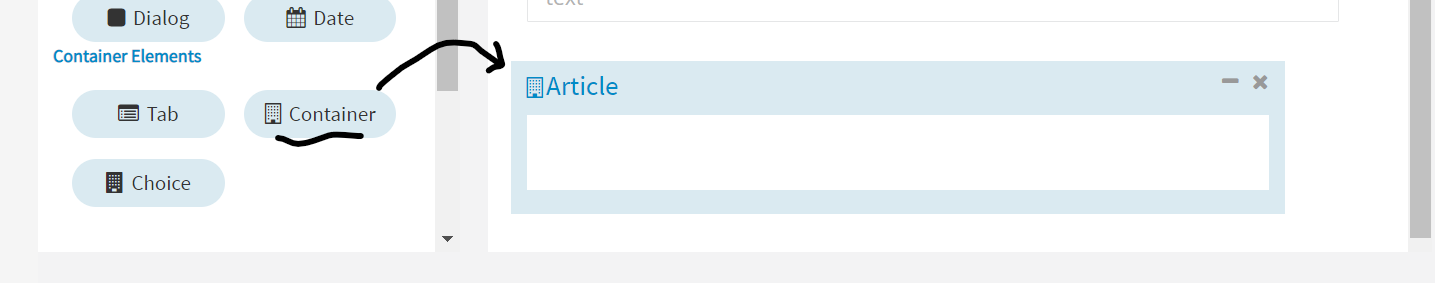 Dialog
Date
Container Elements
Tab
Container
Choice
text
Article